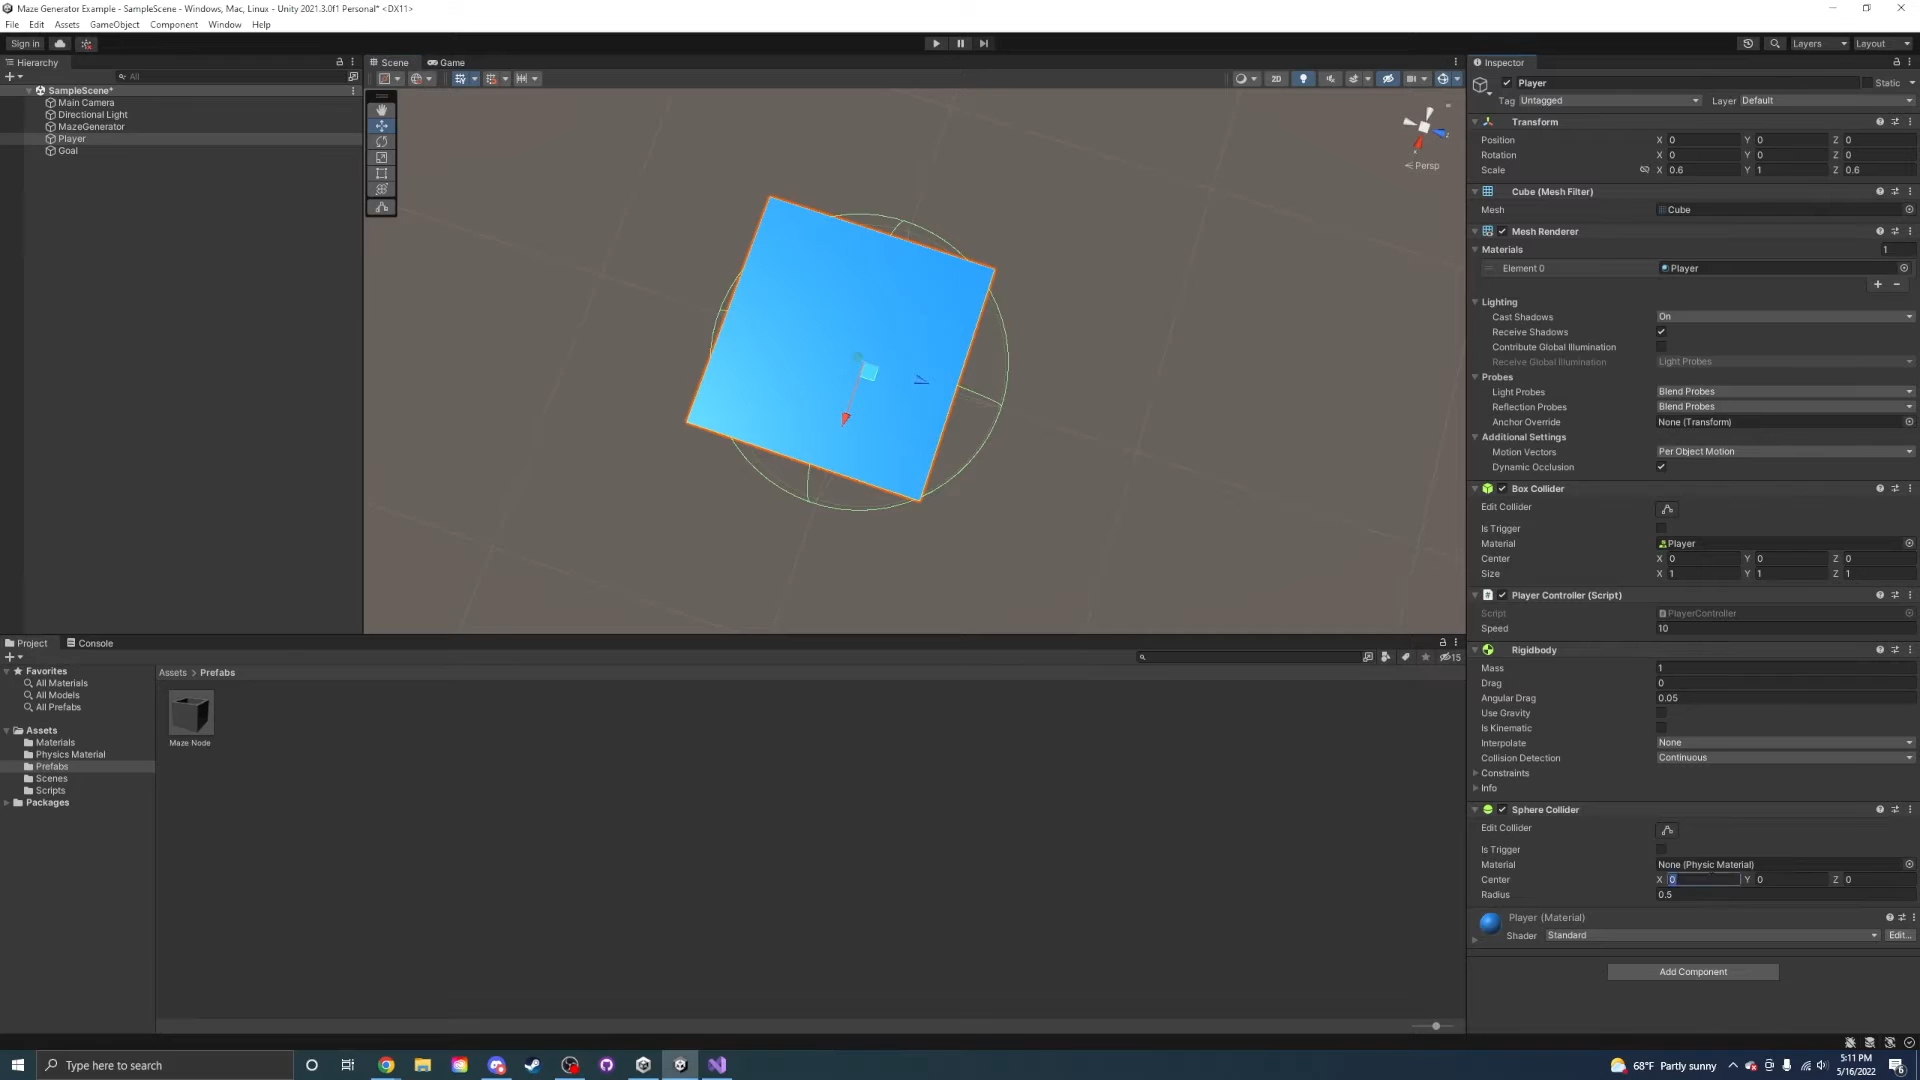 Maze Generator Example - SampleScene - Windows, Mac, Linux - Unity 2021.3.0f1 Personal* <DX11>
File Edit Assets GameObject Component Window Help
Sign in
Layers
Layout
Hierarchy
All
SampleScene*
Main Camera
Directional Light
MazeGenerator
Player
Goal
Scene
Game
2D
Persp
Project
Console
15
Favorites
All Materials
All Models
All Prefabs
Assets
Materials
Physics Material
Prefabs
Scenes
Scripts
Packages
Assets > Prefabs
Maze Node
Inspector
Player
Static
Tag Untagged Layer Default
Transform
Position X 0 Y 0 Z 0
Rotation X 0 Y 0 Z 0
Scale X 0.6 Y 1 Z 0.6
Cube (Mesh Filter)
Mesh Cube
Mesh Renderer
Materials 1
Element 0 Player
Lighting
Cast Shadows On
Receive Shadows
Contribute Global Illumination
Receive Global Illumination Light Probes
Probes
Light Probes Blend Probes
Reflection Probes Blend Probes
Anchor Override None (Transform)
Additional Settings
Motion Vectors Per Object Motion
Dynamic Occlusion
Box Collider
Edit Collider
Is Trigger
Material Player
Center X 0 Y 0 Z 0
Size X 1 Y 1 Z 1
Player Controller (Script)
Script PlayerController
Speed 10
Rigidbody
Mass 1
Drag 0
Angular Drag 0.05
Use Gravity
Is Kinematic
Interpolate None
Collision Detection Continuous
Constraints
Info
Sphere Collider
Edit Collider
Is Trigger
Material None (Physic Material)
Center X 0 Y 0 Z 0
Radius 0.5
Player (Material)
Shader Standard Edit...
Add Component
Type here to search
68°F Partly sunny
5:11 PM
5/16/2022
6